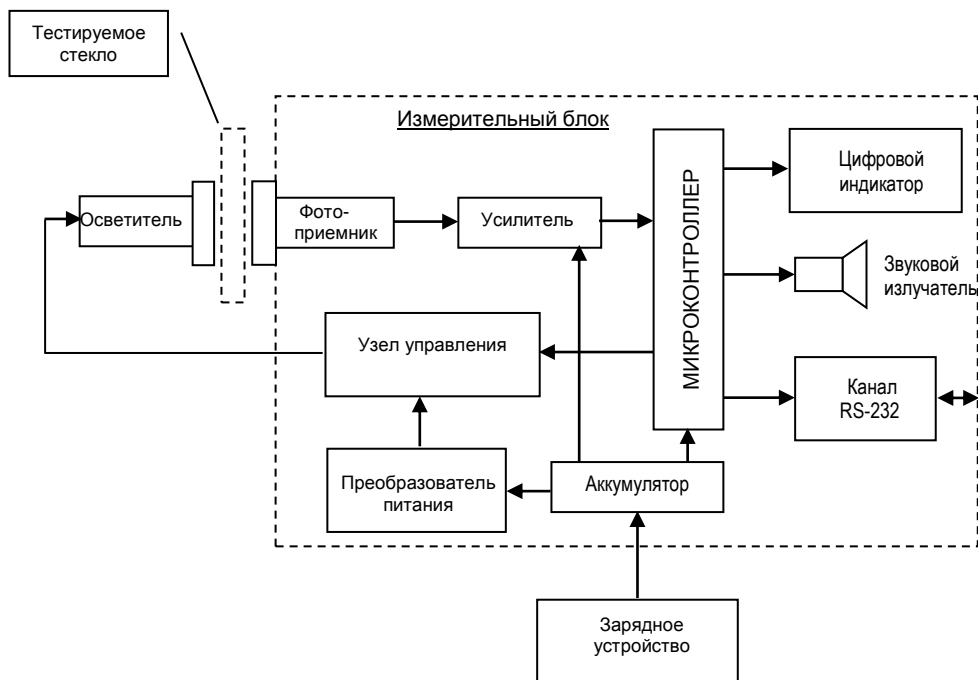 Тестируемое
стекло
Измерительный блок
Осветитель
Фото-
приемник
Усилитель
МИКРОКОНТРОЛЛЕР
Цифровой
индикатор
Звуковой
излучатель
Узел управления
Канал
RS-232
Преобразователь
питания
Аккумулятор
Зарядное
устройство